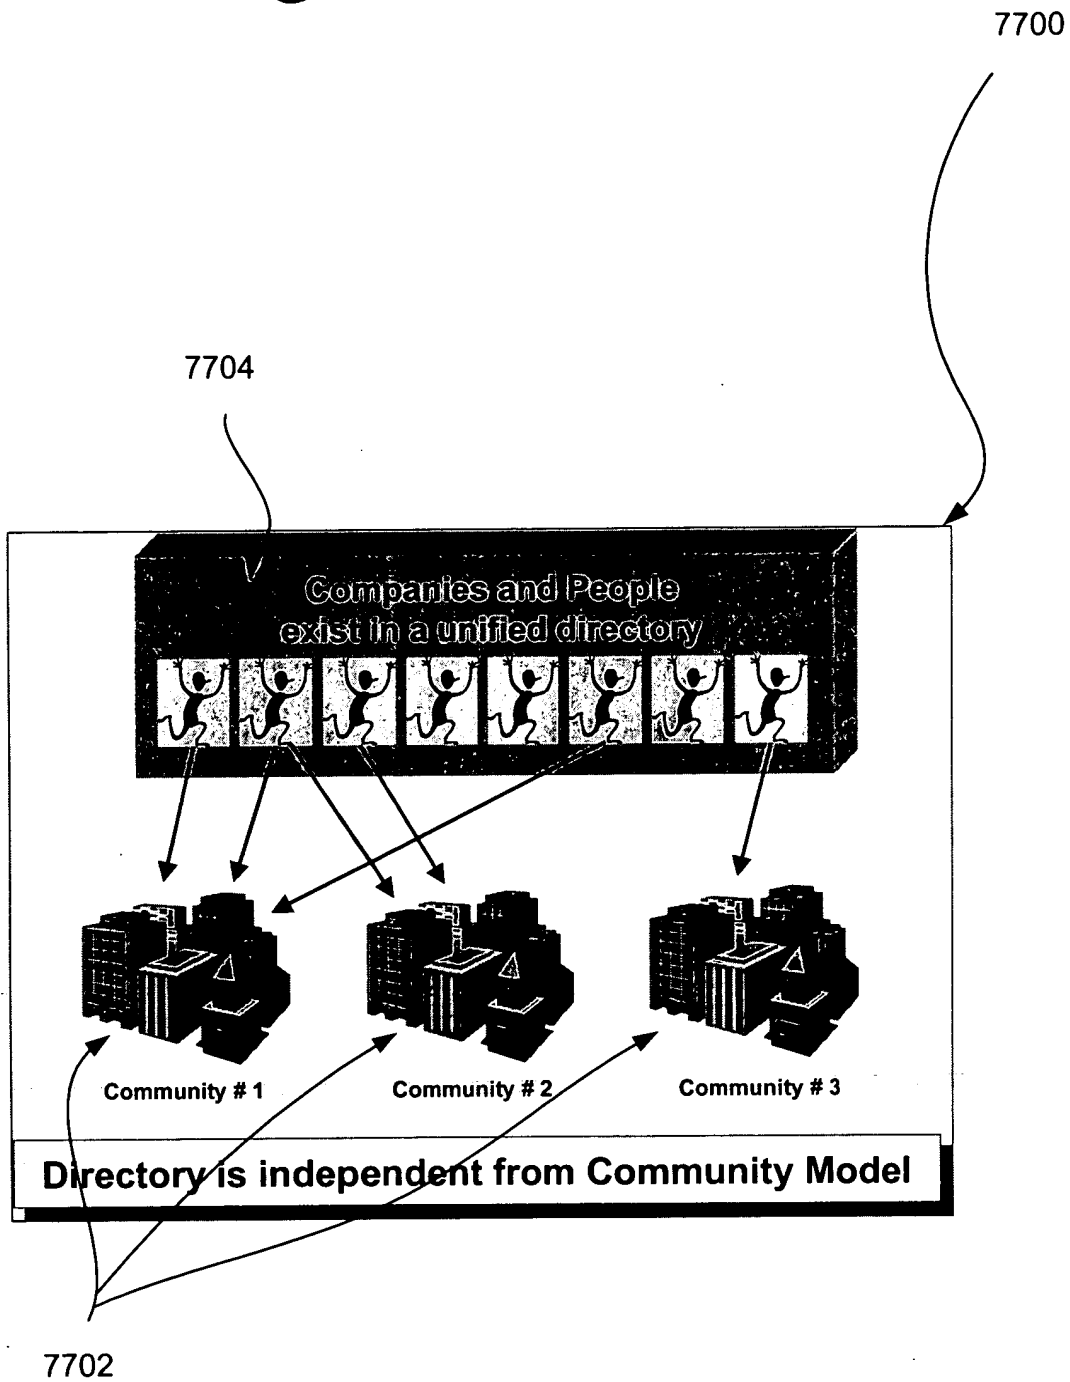 7700
7704
Companies and People
exist in a unified directory
Community # 1
Community # 2
Community # 3
Directory is independent from Community Model
7702